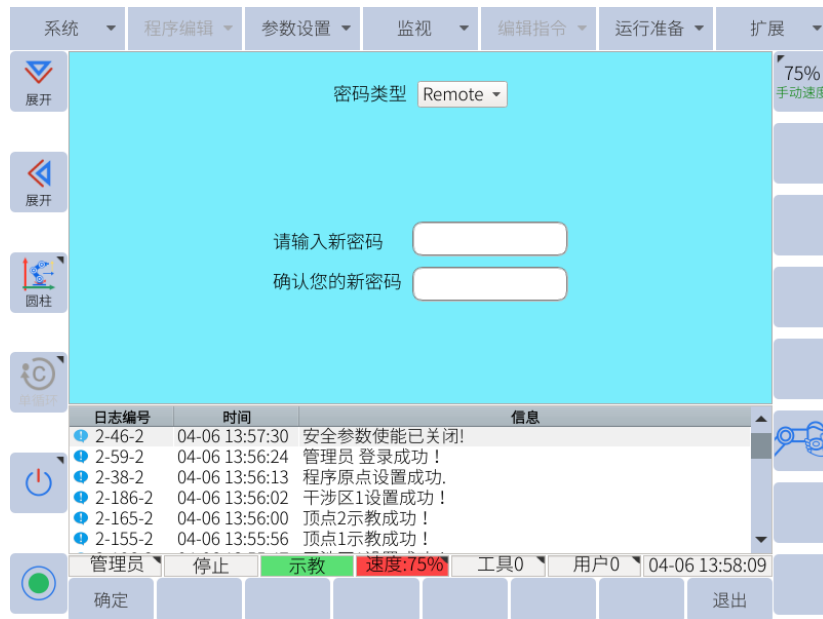 系统 程序编辑 参数设置 监视 编辑指令 运行准备 扩展
展开
密码类型 Remote
75%
手动速度
展开
请输入新密码
确认您的新密码
圆柱
单循环
日志编号 时间 信息
2-46-2 04-06 13:57:30 安全参数使能已关闭!
2-59-2 04-06 13:56:24 管理员 登录成功！
2-38-2 04-06 13:56:13 程序原点设置成功.
2-186-2 04-06 13:56:02 干涉区1设置成功！
2-165-2 04-06 13:56:00 顶点2示教成功！
2-155-2 04-06 13:55:56 顶点1示教成功！
管理员 停止 示教 速度:75% 工具0 用户0 04-06 13:58:09
确定 退出